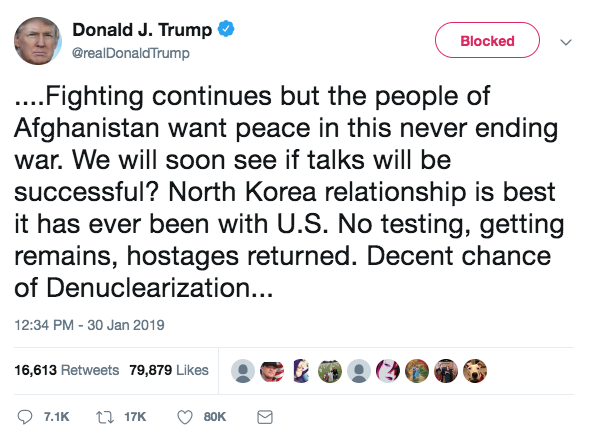 Donald J. Trump
@realDonaldTrump
Blocked
....Fighting continues but the people of
Afghanistan want peace in this never ending
war. We will soon see if talks will be
successful? North Korea relationship is best
it has ever been with U.S. No testing, getting
remains, hostages returned. Decent chance
of Denuclearization...
12:34 PM - 30 Jan 2019
16,613 Retweets 79,879 Likes
7.1K 17K 80K